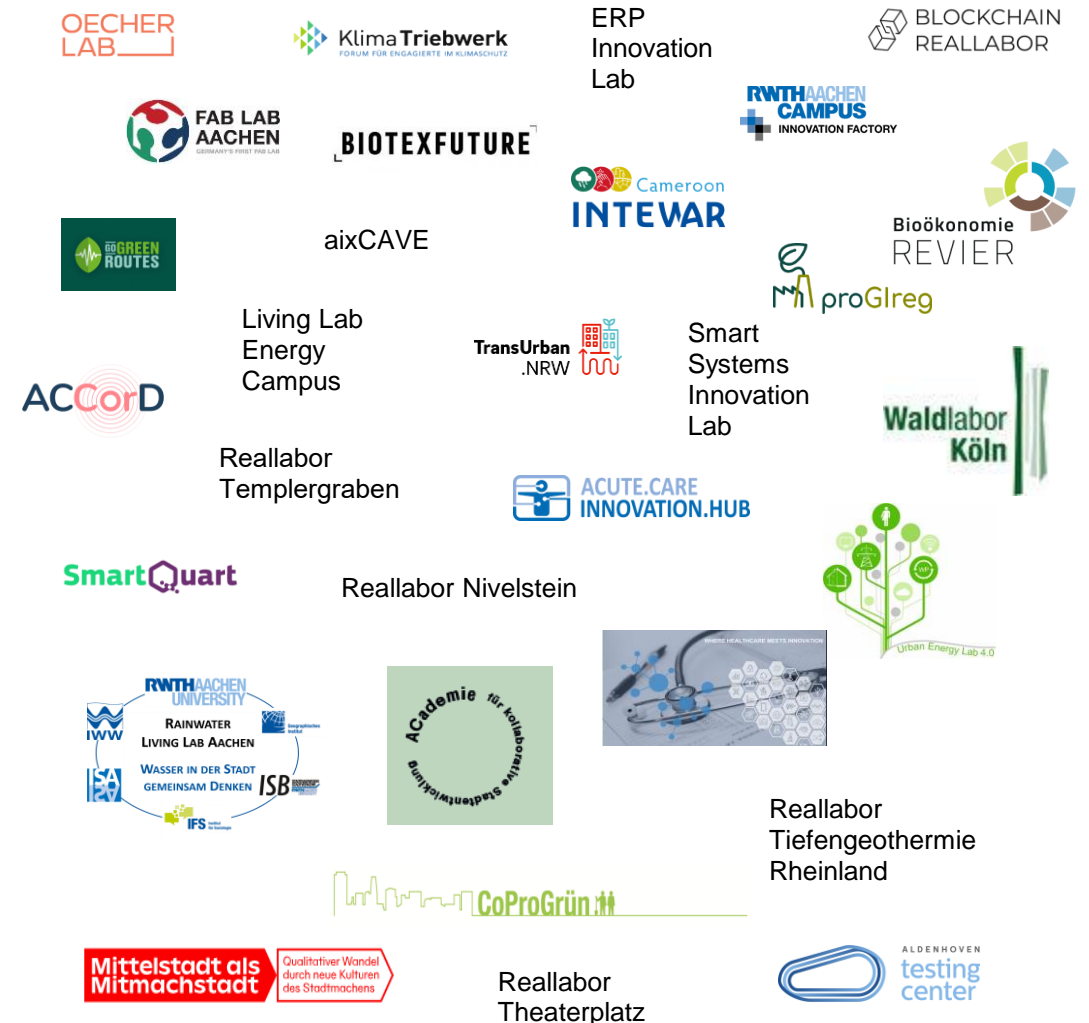 OECHER
LAB
KlimaTriebwerk
FORUM FÜR ENGAGIERTE IM KLIMASCHUTZ
ERP
Innovation
Lab
BLOCKCHAIN
REALLABOR
FAB LAB
AACHEN
GERMANY'S FIRST FAB LAB
BIOTEXFUTURE
RWTHAACHEN
CAMPUS
INNOVATION FACTORY
Cameroon
INTEWAR
Bioökonomie
REVIER
GOGREEN
ROUTES
aixCAVE
proGIreg
Living Lab
Energy
Campus
TransUrban
.NRW
Smart
Systems
Innovation
Lab
ACCorD
Waldlabor
Köln
Reallabor
Templergraben
ACUTE.CARE
INNOVATION.HUB
SmartQuart
Reallabor Nivelstein
WP
Urban Energy Lab 4.0
WHERE HEALTHCARE MEETS INNOVATION
RWTHAACHEN
UNIVERSITY
IWW
RAINWATER
LIVING LAB AACHEN
Geographisches
Institut
ISA
WASSER IN DER STADT
GEMEINSAM DENKEN
ISB
IFS
ACademie für kollaborative Stadtentwicklung
Reallabor
Tiefengeothermie
Rheinland
CoProGrün
Mittelstadt als
Mitmachstadt
Qualitativer Wandel
durch neue Kulturen
des Stadtmachens
Reallabor
Theaterplatz
ALDENHOVEN
testing
center